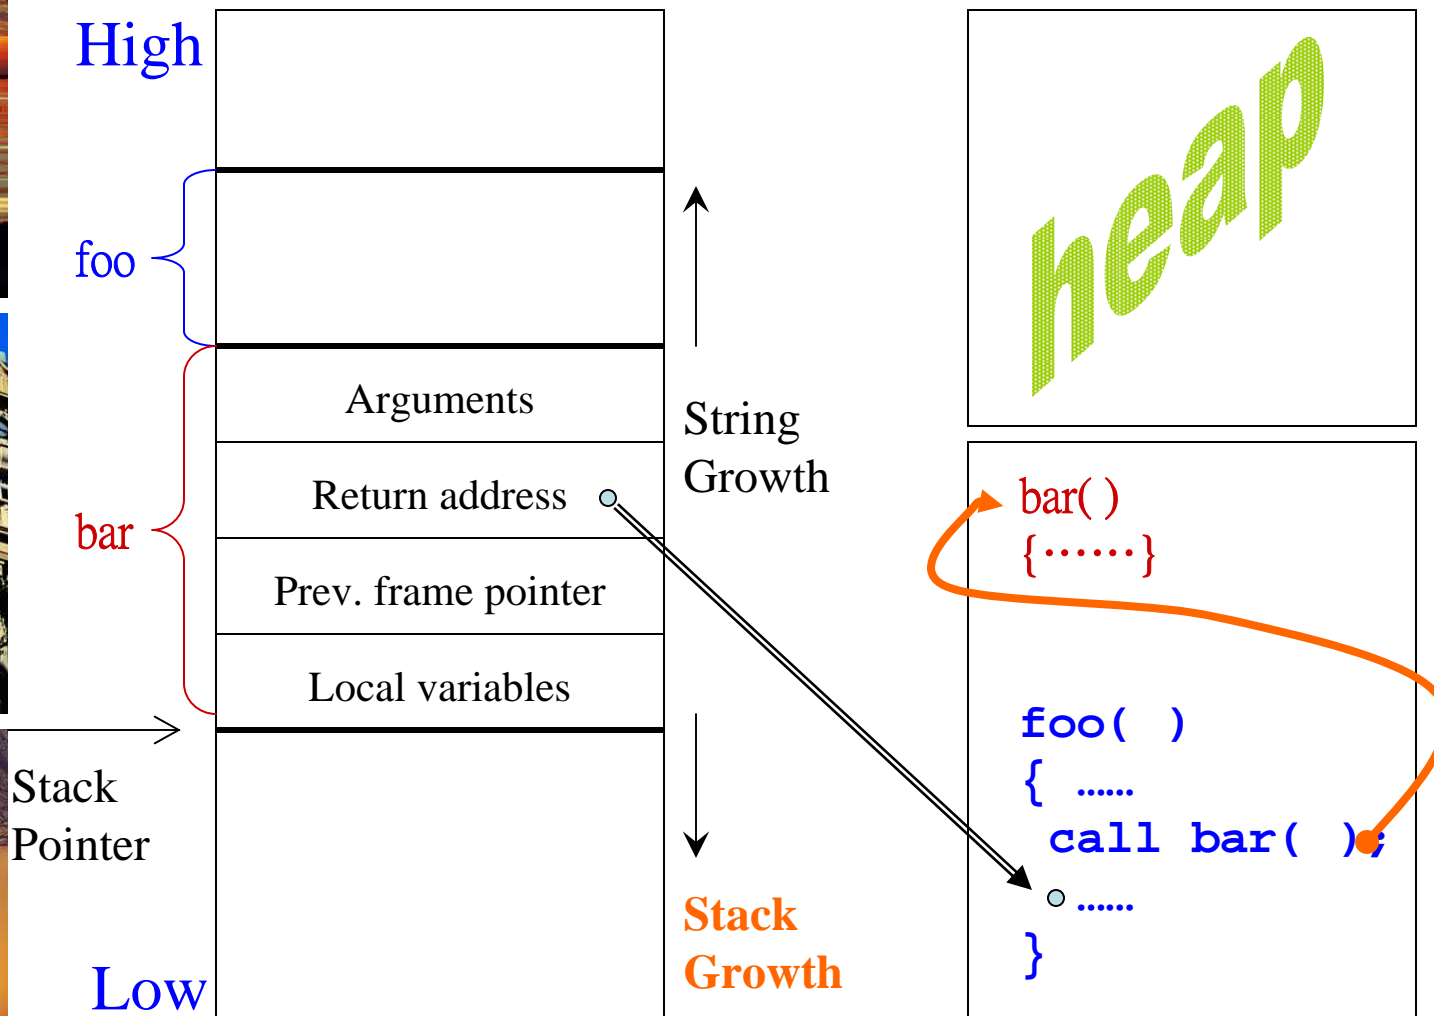 High
foo
bar
Arguments
Return address
Prev. frame pointer
Local variables
Stack
Pointer
Low
String
Growth
Stack
Growth
heap
bar( )
{⋯⋯}
foo( )
{ ……
call bar( );
……
}